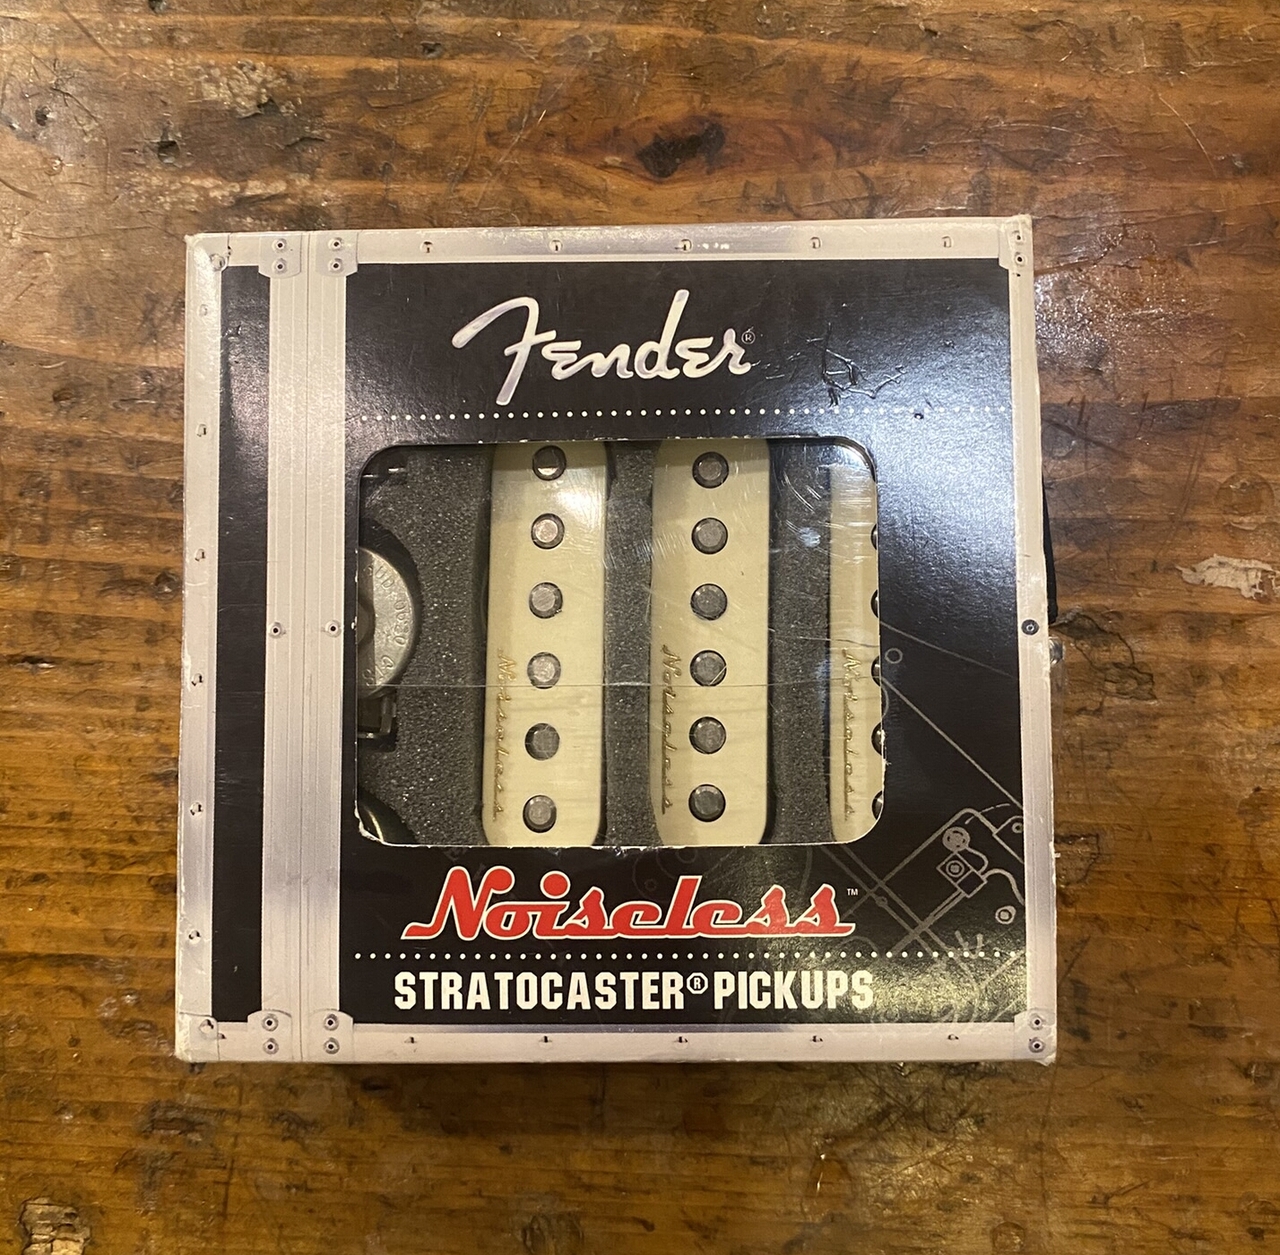 Fender®
Noiseless
Noiseless
Noiseless
Noiseless™
STRATOCASTER® PICKUPS